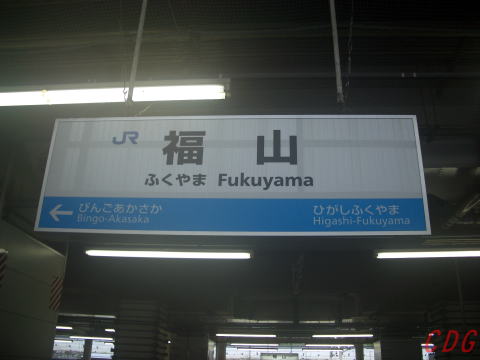 JR 福山
ふくやま Fukuyama
びんごあかさか ひがしふくやま
Bingo-Akasaka Higashi-Fukuyama
CDG